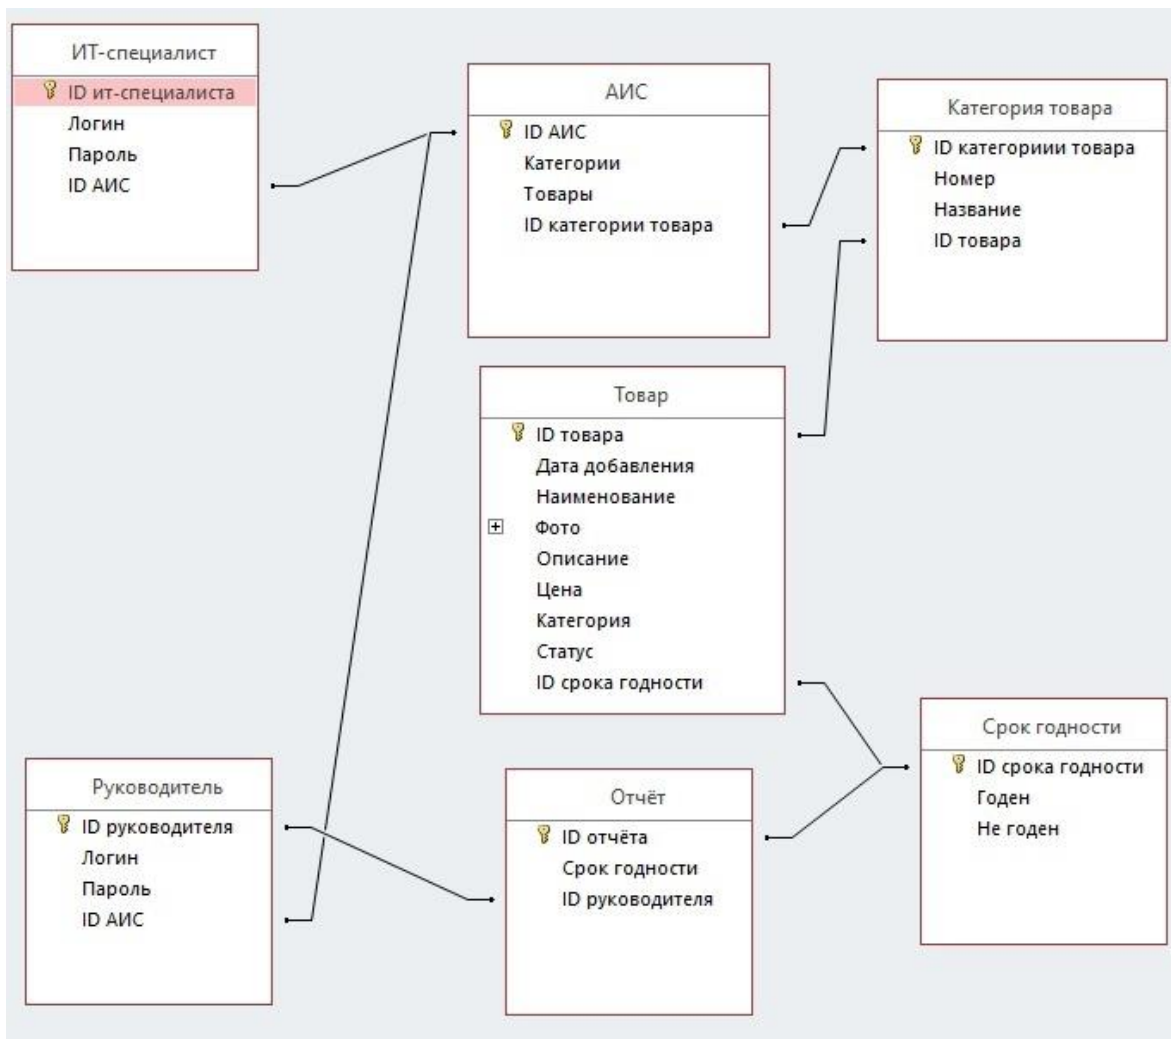 ИТ-специалист
ID ит-специалиста
Логин
Пароль
ID АИС
АИС
ID АИС
Категории
Товары
ID категории товара
Категория товара
ID категориии товара
Номер
Название
ID товара
Товар
ID товара
Дата добавления
Наименование
Фото
Описание
Цена
Категория
Статус
ID срока годности
Руководитель
ID руководителя
Логин
Пароль
ID АИС
Отчёт
ID отчёта
Срок годности
ID руководителя
Срок годности
ID срока годности
Годен
Не годен